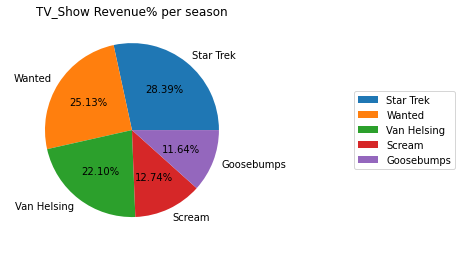 TV_Show Revenue% per season
Star Trek
28.39%
Wanted
25.13%
Van Helsing
22.10%
Scream
12.74%
Goosebumps
11.64%
Star Trek
Wanted
Van Helsing
Scream
Goosebumps